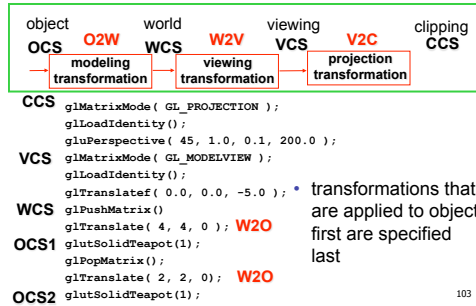 object world viewing clipping
OCS O2W WCS W2V VCS V2C CCS
modeling transformation
viewing transformation
projection transformation
CCS glMatrixMode( GL_PROJECTION );
glLoadIdentity();
gluPerspective( 45, 1.0, 0.1, 200.0 );
VCS glMatrixMode( GL_MODELVIEW );
glLoadIdentity();
glTranslatef( 0.0, 0.0, -5.0 );
WCS glPushMatrix()
glTranslate( 4, 4, 0 ); W2O
OCS1 glutSolidTeapot(1);
glPopMatrix();
glTranslate( 2, 2, 0); W2O
OCS2 glutSolidTeapot(1);
• transformations that
are applied to object
first are specified
last
103